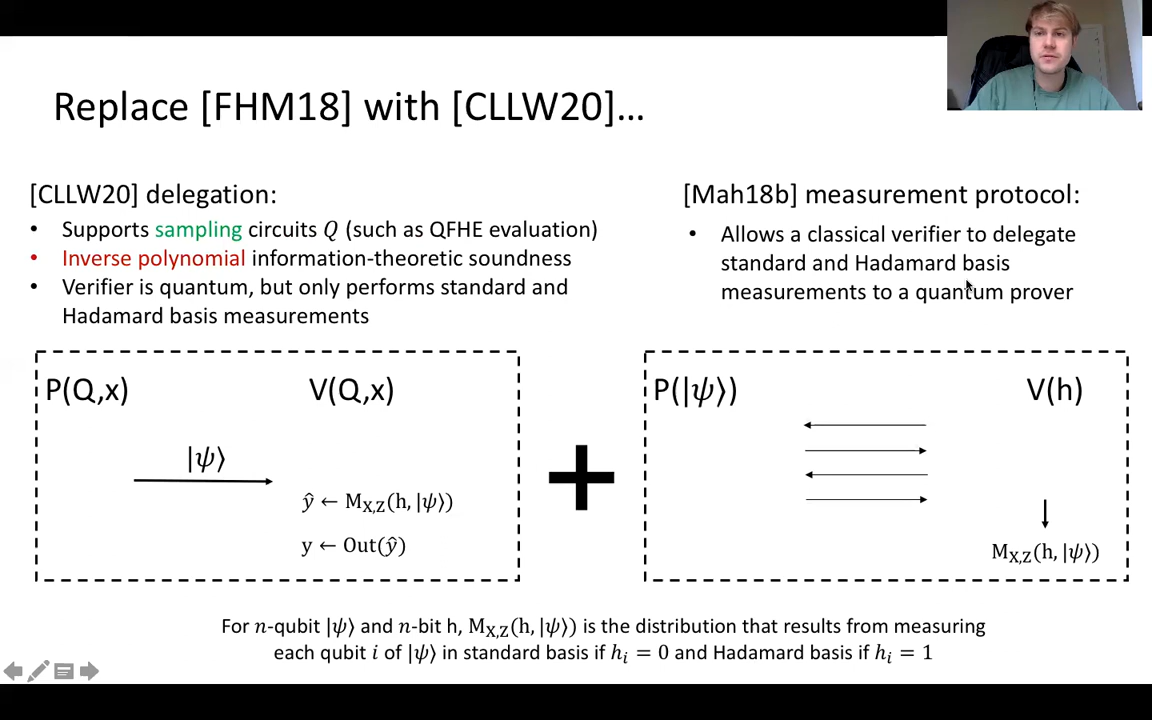 Replace [FHM18] with [CLLW20]…
[CLLW20] delegation:
• Supports sampling circuits Q (such as QFHE evaluation)
• Inverse polynomial information-theoretic soundness
• Verifier is quantum, but only performs standard and
Hadamard basis measurements
[Mah18b] measurement protocol:
• Allows a classical verifier to delegate
standard and Hadamard basis
measurements to a quantum prover
P(Q,x) V(Q,x)
|ψ⟩
ŷ ← M_X,Z(h, |ψ⟩)
y ← Out(ŷ)
+
P(|ψ⟩) V(h)
M_X,Z(h, |ψ⟩)
For n-qubit |ψ⟩ and n-bit h, M_X,Z(h, |ψ⟩) is the distribution that results from measuring
each qubit i of |ψ⟩ in standard basis if h_i = 0 and Hadamard basis if h_i = 1